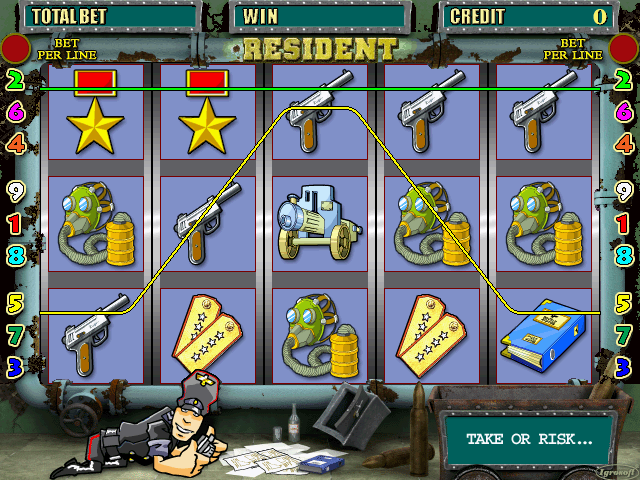 TOTAL BET
WIN
CREDIT 0
BET
PER LINE
RESIDENT
BET
PER LINE
2 2
6 6
4 4
9 9
1 1
8 8
5 5
7 7
3 3
TAKE OR RISK...
Igrosoft